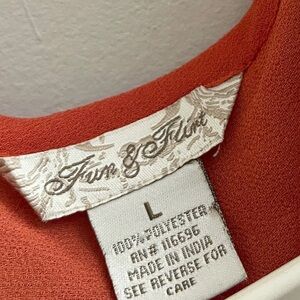 Fun & Flirt
L
100% POLYESTER
RN# 116696
MADE IN INDIA
SEE REVERSE FOR
CARE